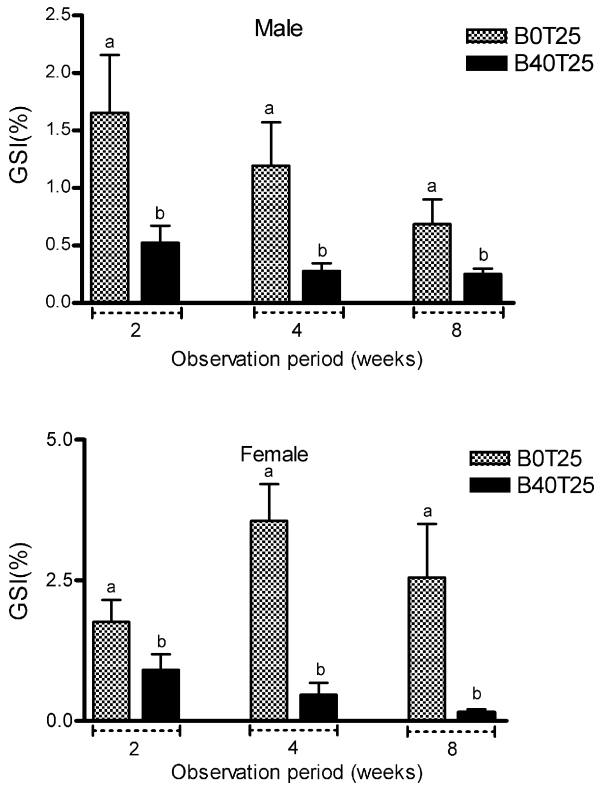 Male
B0T25
B40T25
2.5
2.0
1.5
1.0
0.5
0.0
GSI(%)
a
b
a
b
a
b
2 4 8
Observation period (weeks)
Female
B0T25
B40T25
5.0
2.5
0.0
GSI(%)
a
b
a
b
a
b
2 4 8
Observation period (weeks)